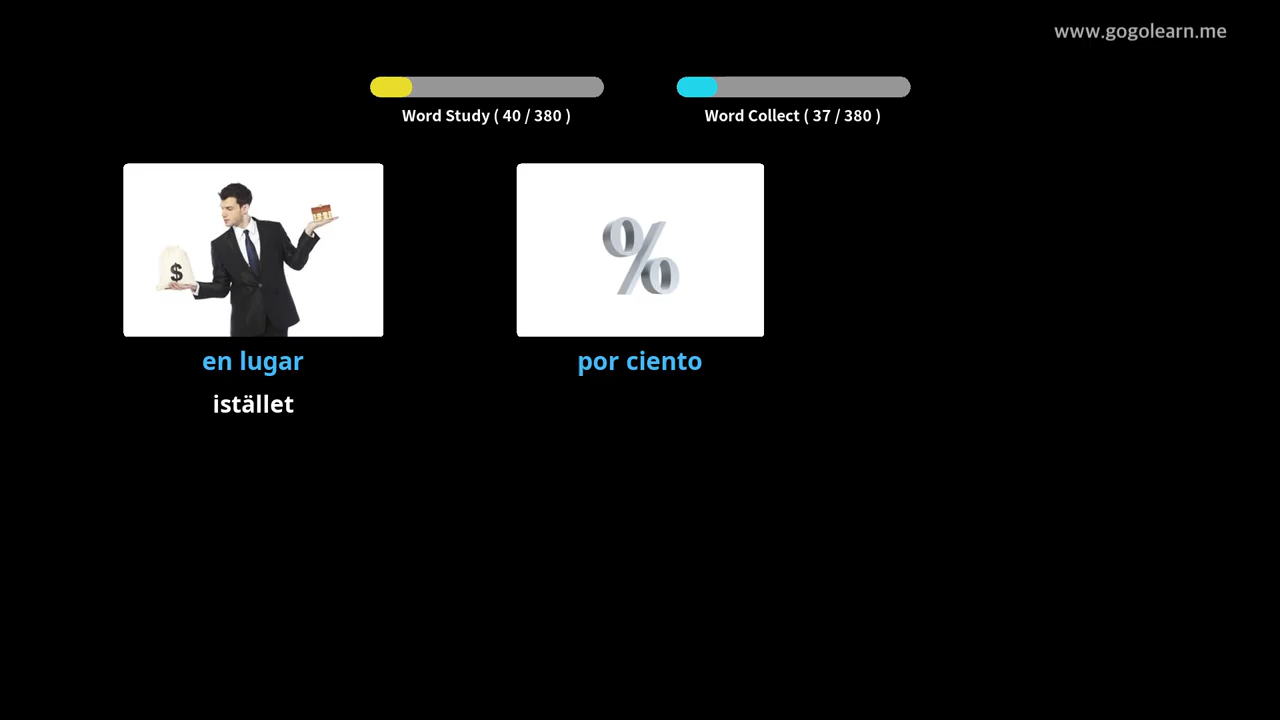 www.gogolearn.me
Word Study ( 40 / 380 )
Word Collect ( 37 / 380 )
$
%
en lugar
por ciento
istället